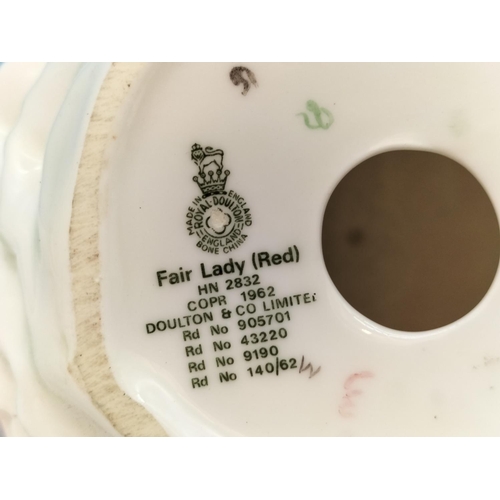 MADE IN ENGLAND
ROYAL DOULTON
ENGLAND
BONE CHINA
Fair Lady (Red)
HN 2832
COPR 1962
DOULTON & CO LIMITED
Rd No 905701
Rd No 43220
Rd No 9190
Rd No 140/62